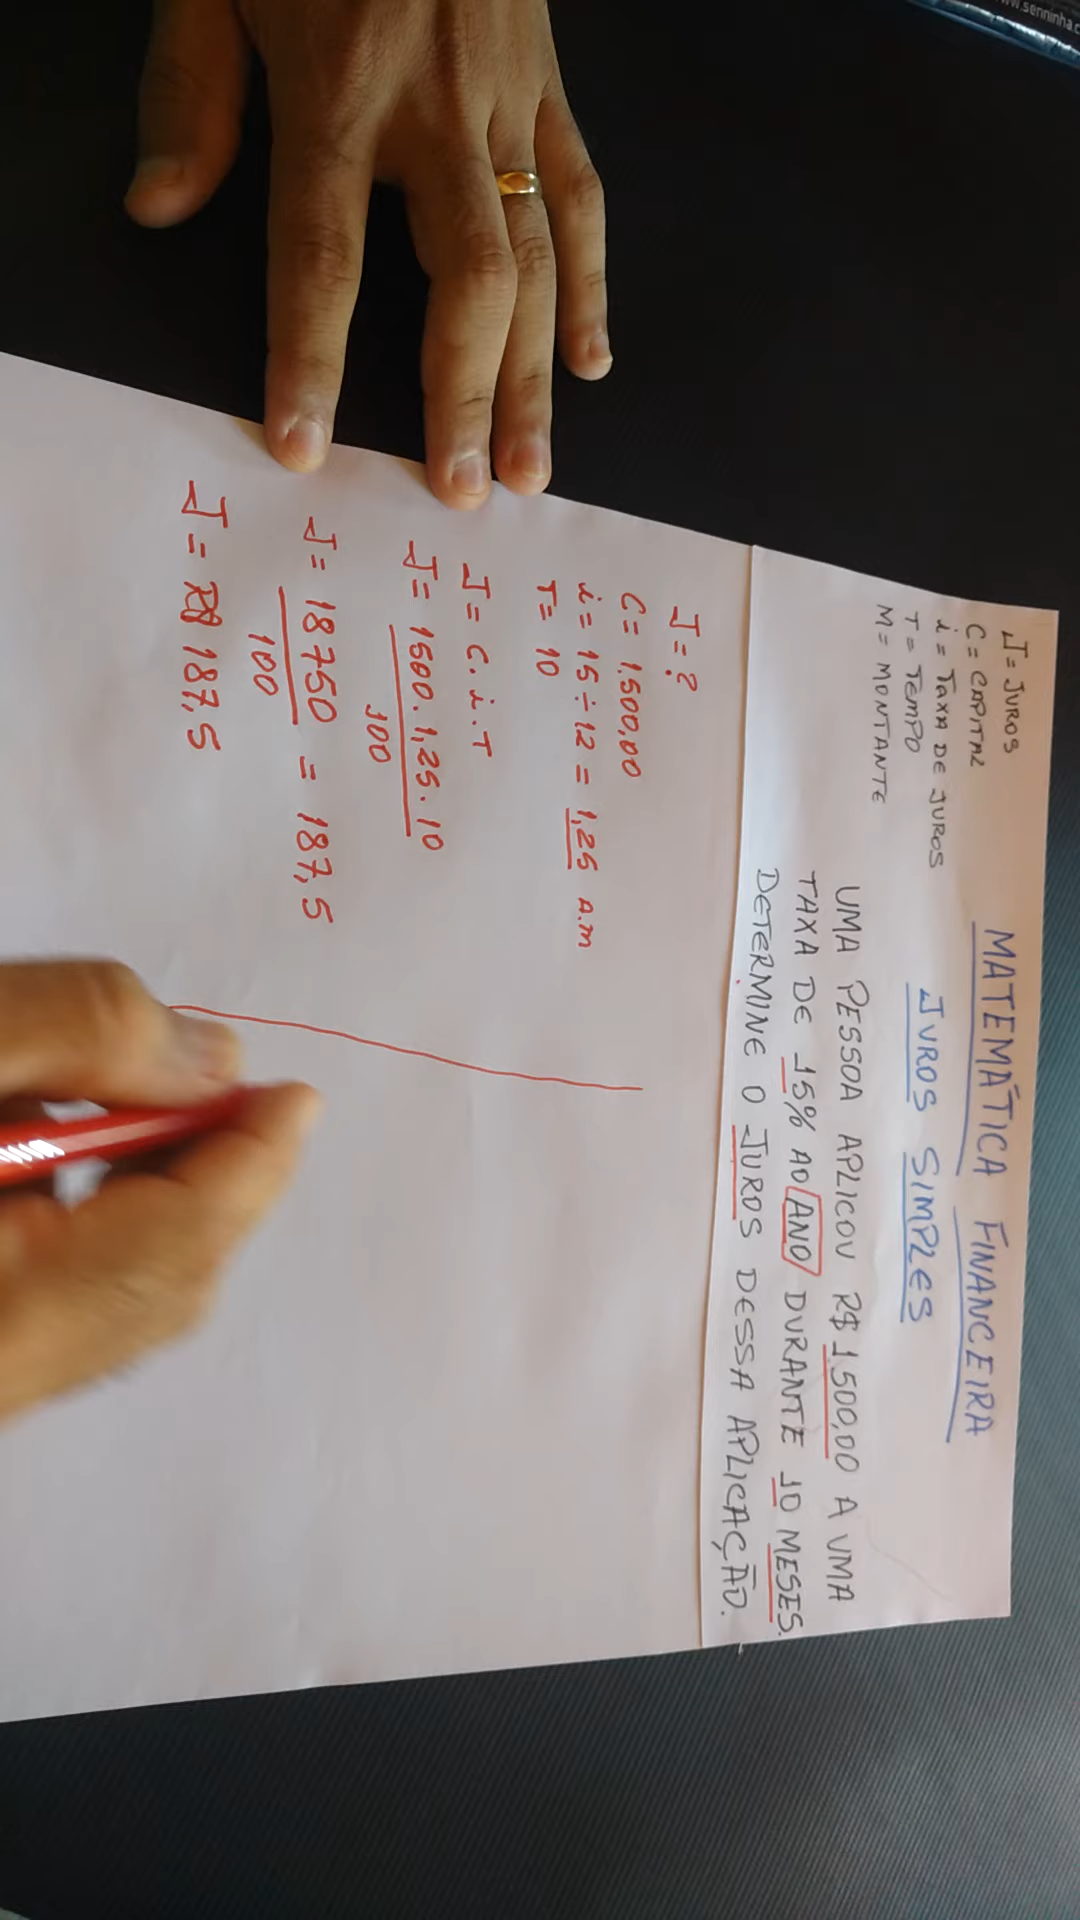 www.senninha.c
MATEMÁTICA FINANCEIRA
JUROS SIMPLES
J = JUROS
C = CAPITAL
i = TAXA DE JUROS
T = TEMPO
M = MONTANTE
UMA PESSOA APLICOU R$ 1.500,00 A UMA
TAXA DE 15% AO ANO DURANTE 10 MESES.
DETERMINE O JUROS DESSA APLICAÇÃO.
J = ?
C = 1.500,00
i = 15 ÷ 12 = 1,25 A.M
T = 10
J = C . i . T
J = 1500 . 1,25 . 10
100
J = 18750 = 187,5
100
J = R$ 187,5